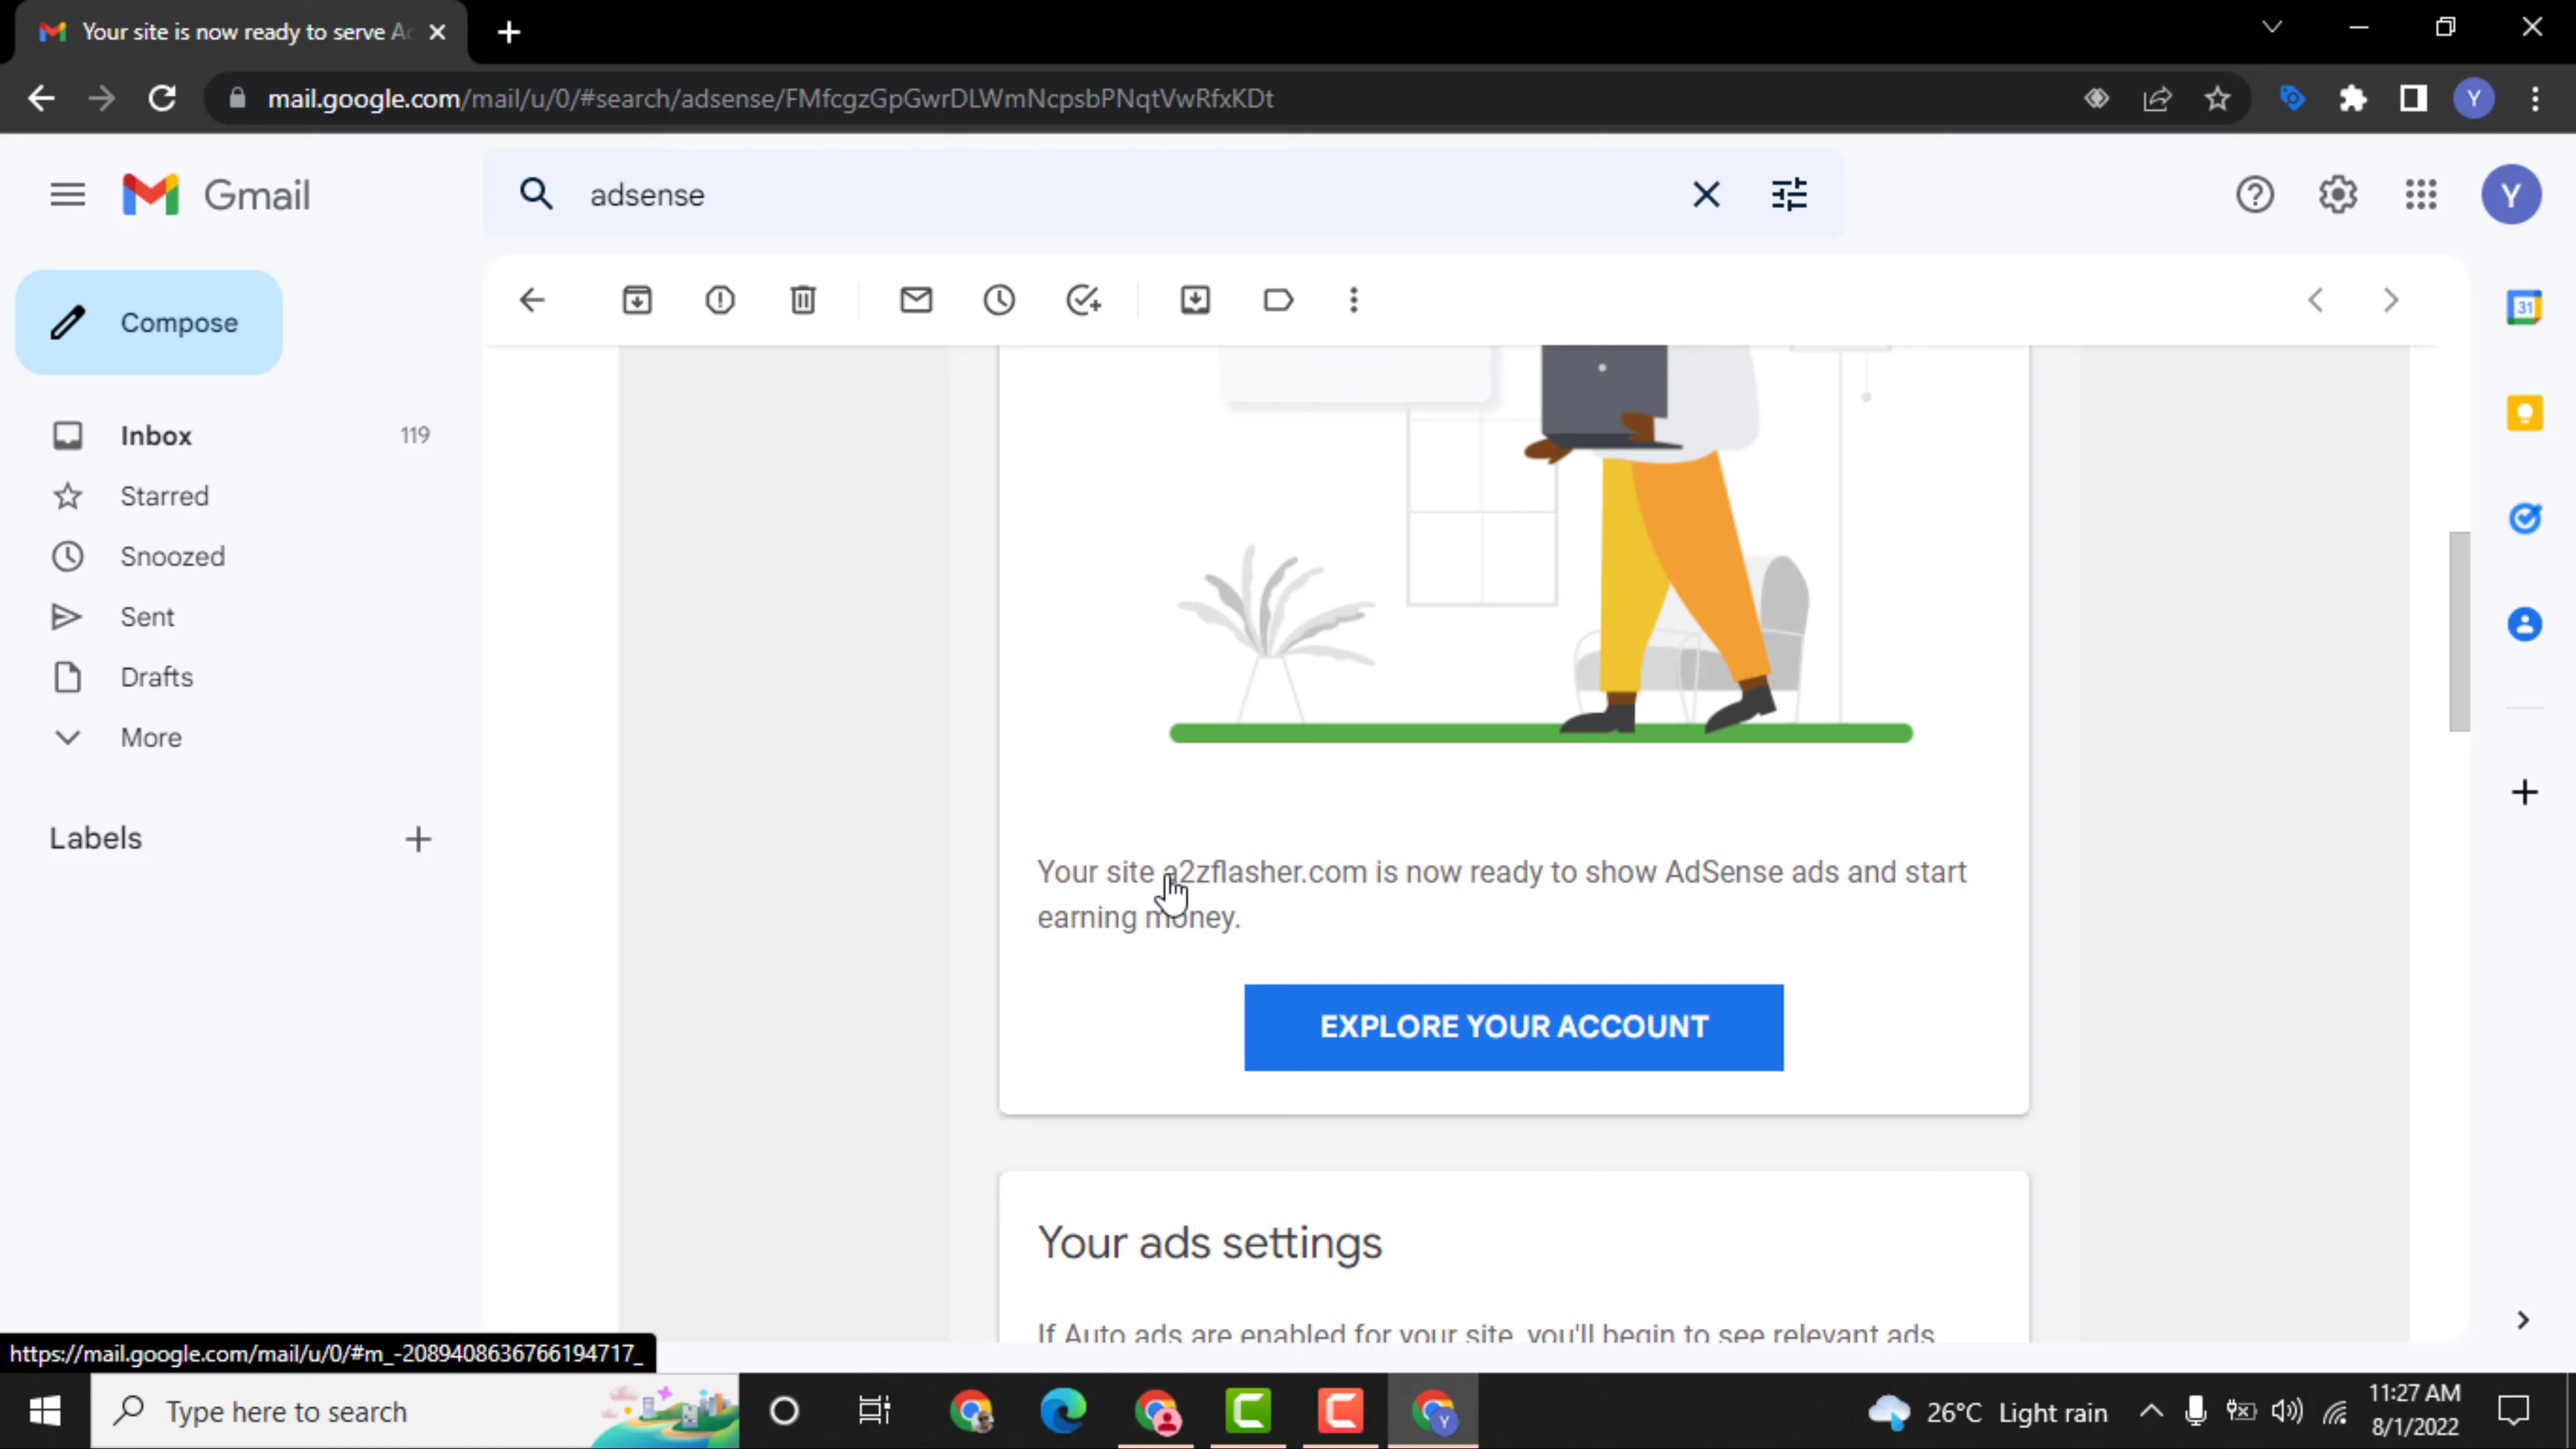 Your site is now ready to serve Ad
mail.google.com/mail/u/0/#search/adsense/FMfcgzGpGwrDLWmNcpsbPNqtVwRfxKDt
Y
Gmail
adsense
Y
Compose
31
Inbox 119
Starred
Snoozed
Sent
Drafts
More
Labels
Your site a2zflasher.com is now ready to show AdSense ads and start
earning money.
EXPLORE YOUR ACCOUNT
Your ads settings
If Auto ads are enabled for your site, you'll begin to see relevant ads
https://mail.google.com/mail/u/0/#m_-2089408636766194717_
Type here to search
Y
26°C Light rain
11:27 AM
8/1/2022